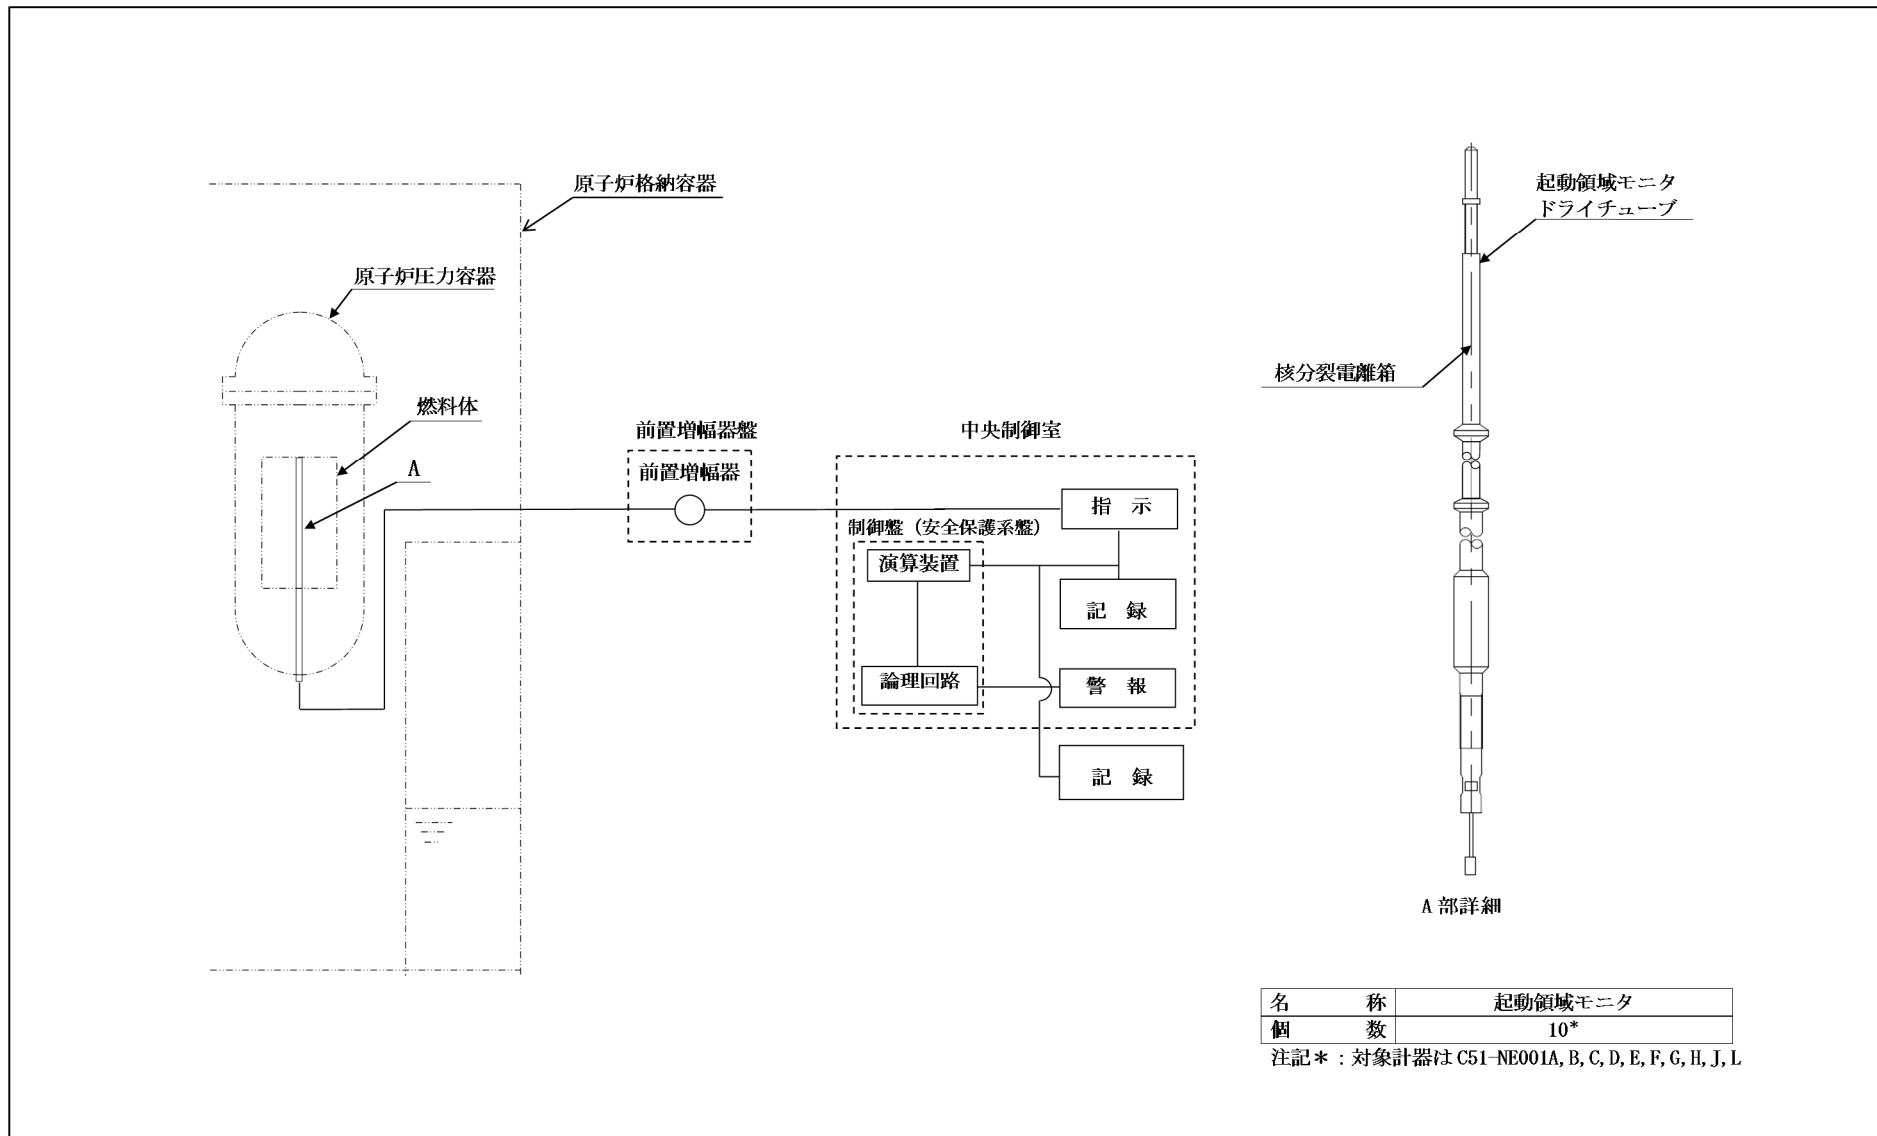 原子炉格納容器
原子炉圧力容器
燃料体
A
前置増幅器盤
前置増幅器
中央制御室
指　示
制御盤（安全保護系盤）
演算装置
記　録
論理回路
警　報
記　録
起動領域モニタ
ドライチューブ
核分裂電離箱
A 部詳細
名　称　起動領域モニタ
個　数　10*
注記＊：対象計器は C51-NE001A, B, C, D, E, F, G, H, J, L